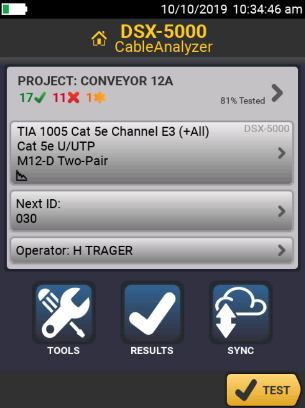 10/10/2019 10:34:46 am
DSX-5000
CableAnalyzer
PROJECT: CONVEYOR 12A
17 11 1 81% Tested
TIA 1005 Cat 5e Channel E3 (+All) DSX-5000
Cat 5e U/UTP
M12-D Two-Pair
Next ID:
030
Operator: H TRAGER
TOOLS RESULTS SYNC
TEST